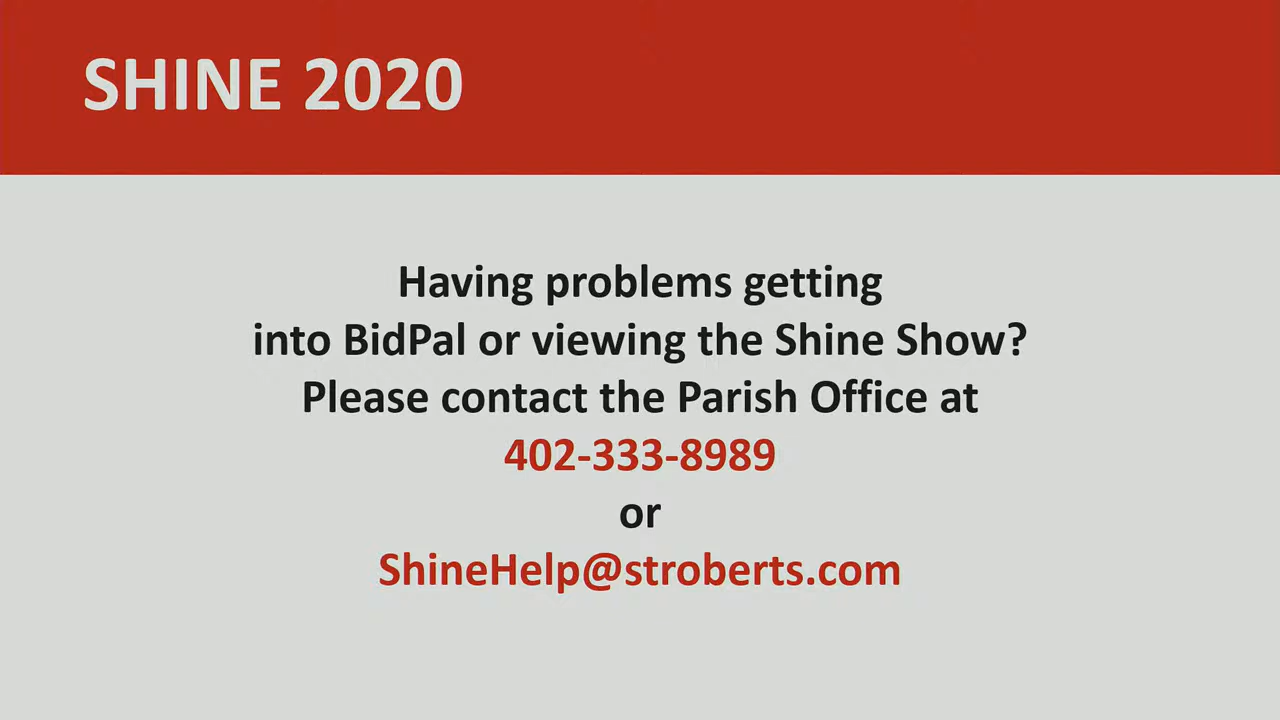 SHINE 2020
Having problems getting
into BidPal or viewing the Shine Show?
Please contact the Parish Office at
402-333-8989
or
ShineHelp@stroberts.com